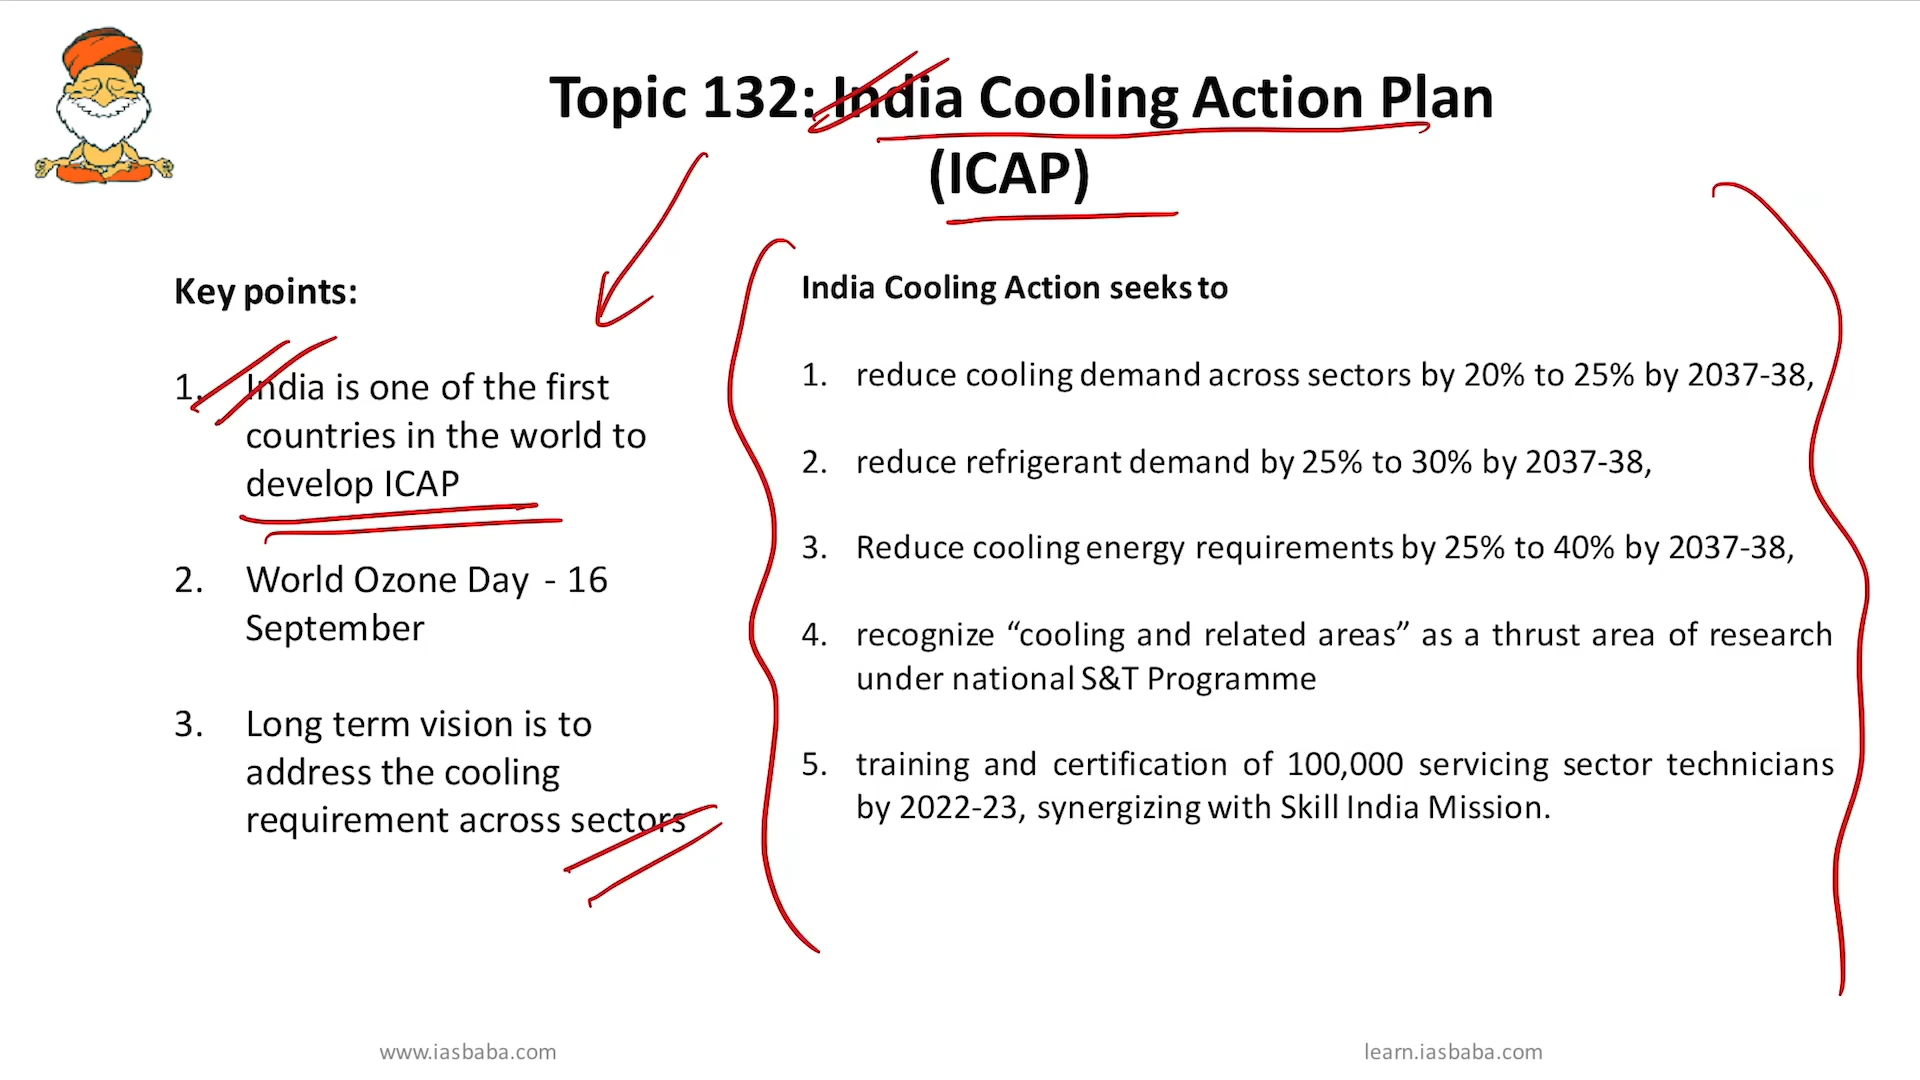 Topic 132: India Cooling Action Plan
(ICAP)
Key points:
1. India is one of the first
countries in the world to
develop ICAP
2. World Ozone Day - 16
September
3. Long term vision is to
address the cooling
requirement across sectors
India Cooling Action seeks to
1. reduce cooling demand across sectors by 20% to 25% by 2037-38,
2. reduce refrigerant demand by 25% to 30% by 2037-38,
3. Reduce cooling energy requirements by 25% to 40% by 2037-38,
4. recognize “cooling and related areas” as a thrust area of research
under national S&T Programme
5. training and certification of 100,000 servicing sector technicians
by 2022-23, synergizing with Skill India Mission.
www.iasbaba.com
learn.iasbaba.com